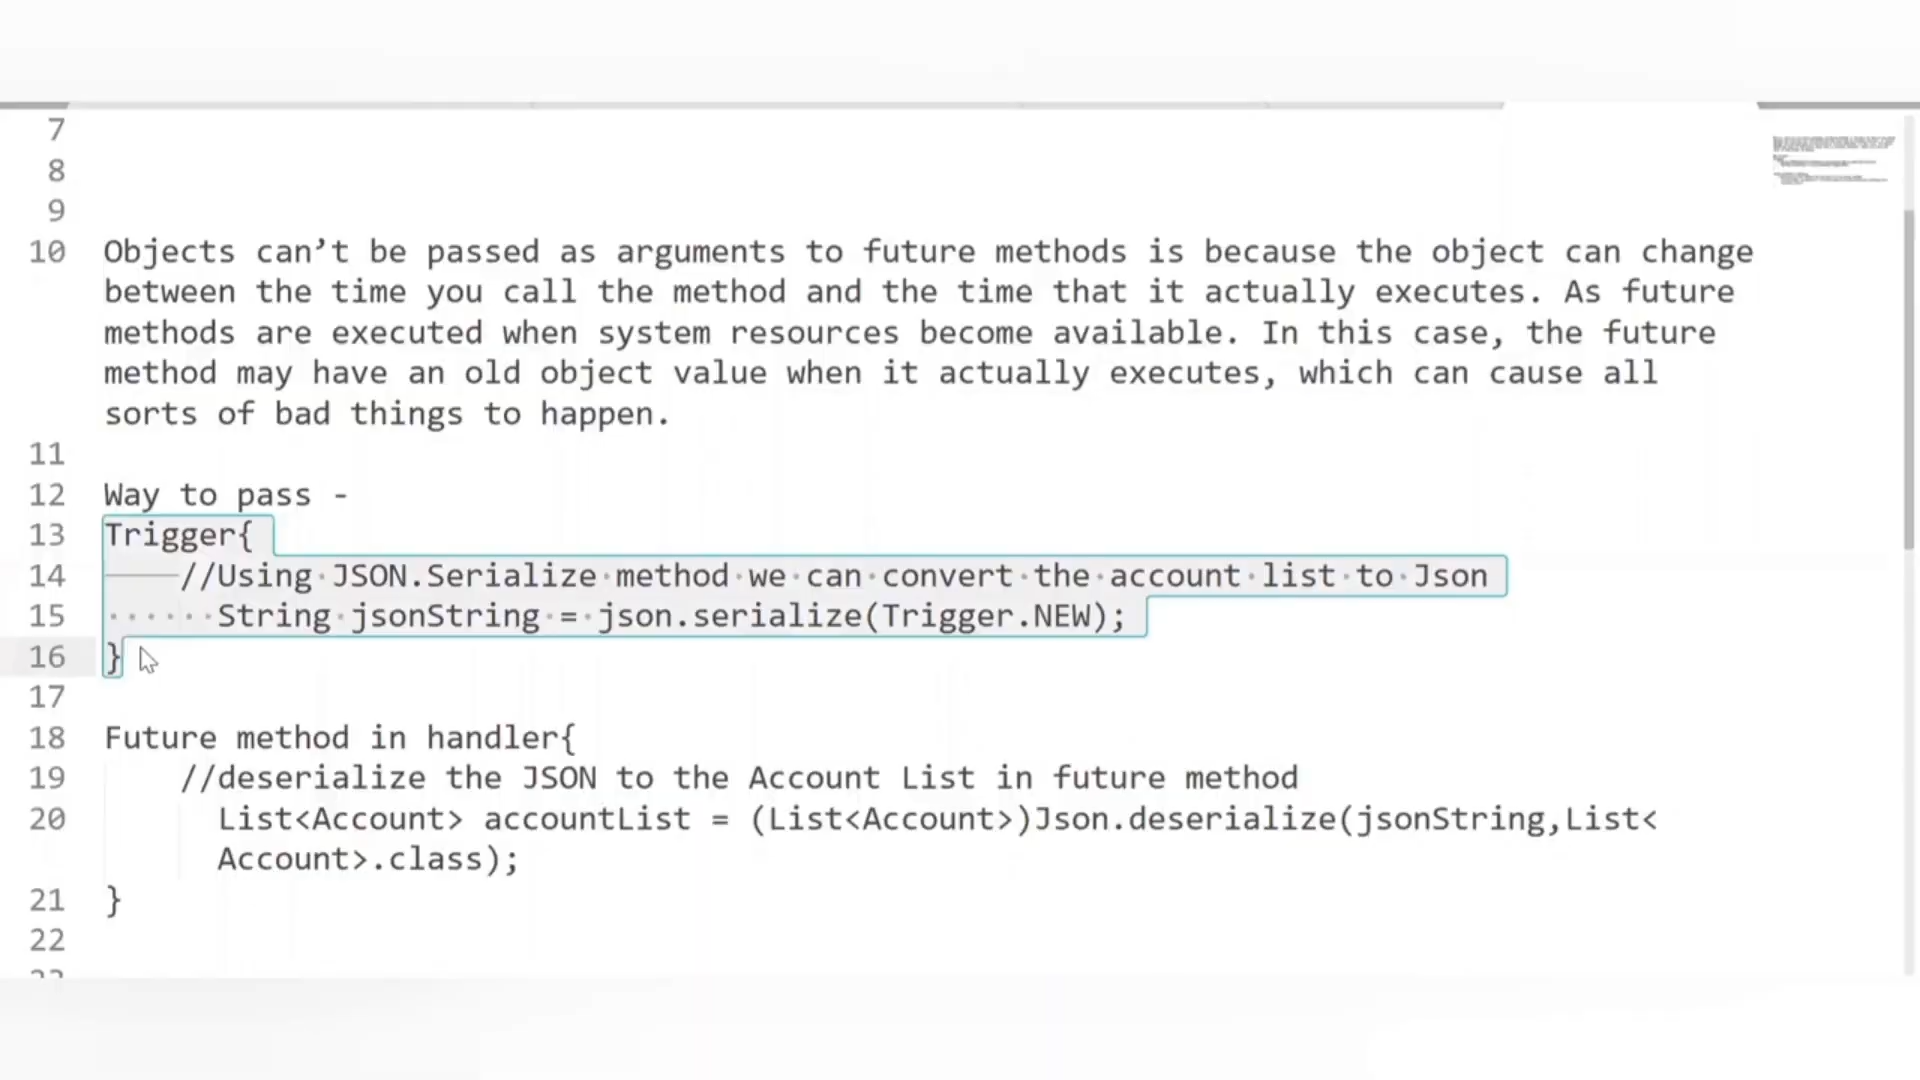 7
8
9
10 Objects can’t be passed as arguments to future methods is because the object can change
between the time you call the method and the time that it actually executes. As future
methods are executed when system resources become available. In this case, the future
method may have an old object value when it actually executes, which can cause all
sorts of bad things to happen.
11
12 Way to pass -
13 Trigger{
14 //Using JSON.Serialize method we can convert the account list to Json
15 String jsonString = json.serialize(Trigger.NEW);
16 }
17
18 Future method in handler{
19 //deserialize the JSON to the Account List in future method
20 List<Account> accountList = (List<Account>)Json.deserialize(jsonString,List<
Account>.class);
21 }
22